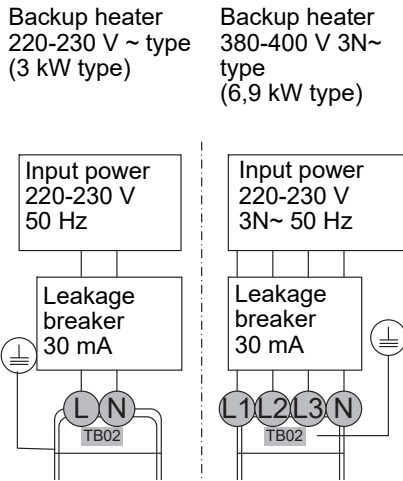 Backup heater
220-230 V ~ type
(3 kW type)
Backup heater
380-400 V 3N~
type
(6,9 kW type)
Input power
220-230 V
50 Hz
Input power
220-230 V
3N~ 50 Hz
Leakage
breaker
30 mA
Leakage
breaker
30 mA
L N
TB02
L1 L2 L3 N
TB02